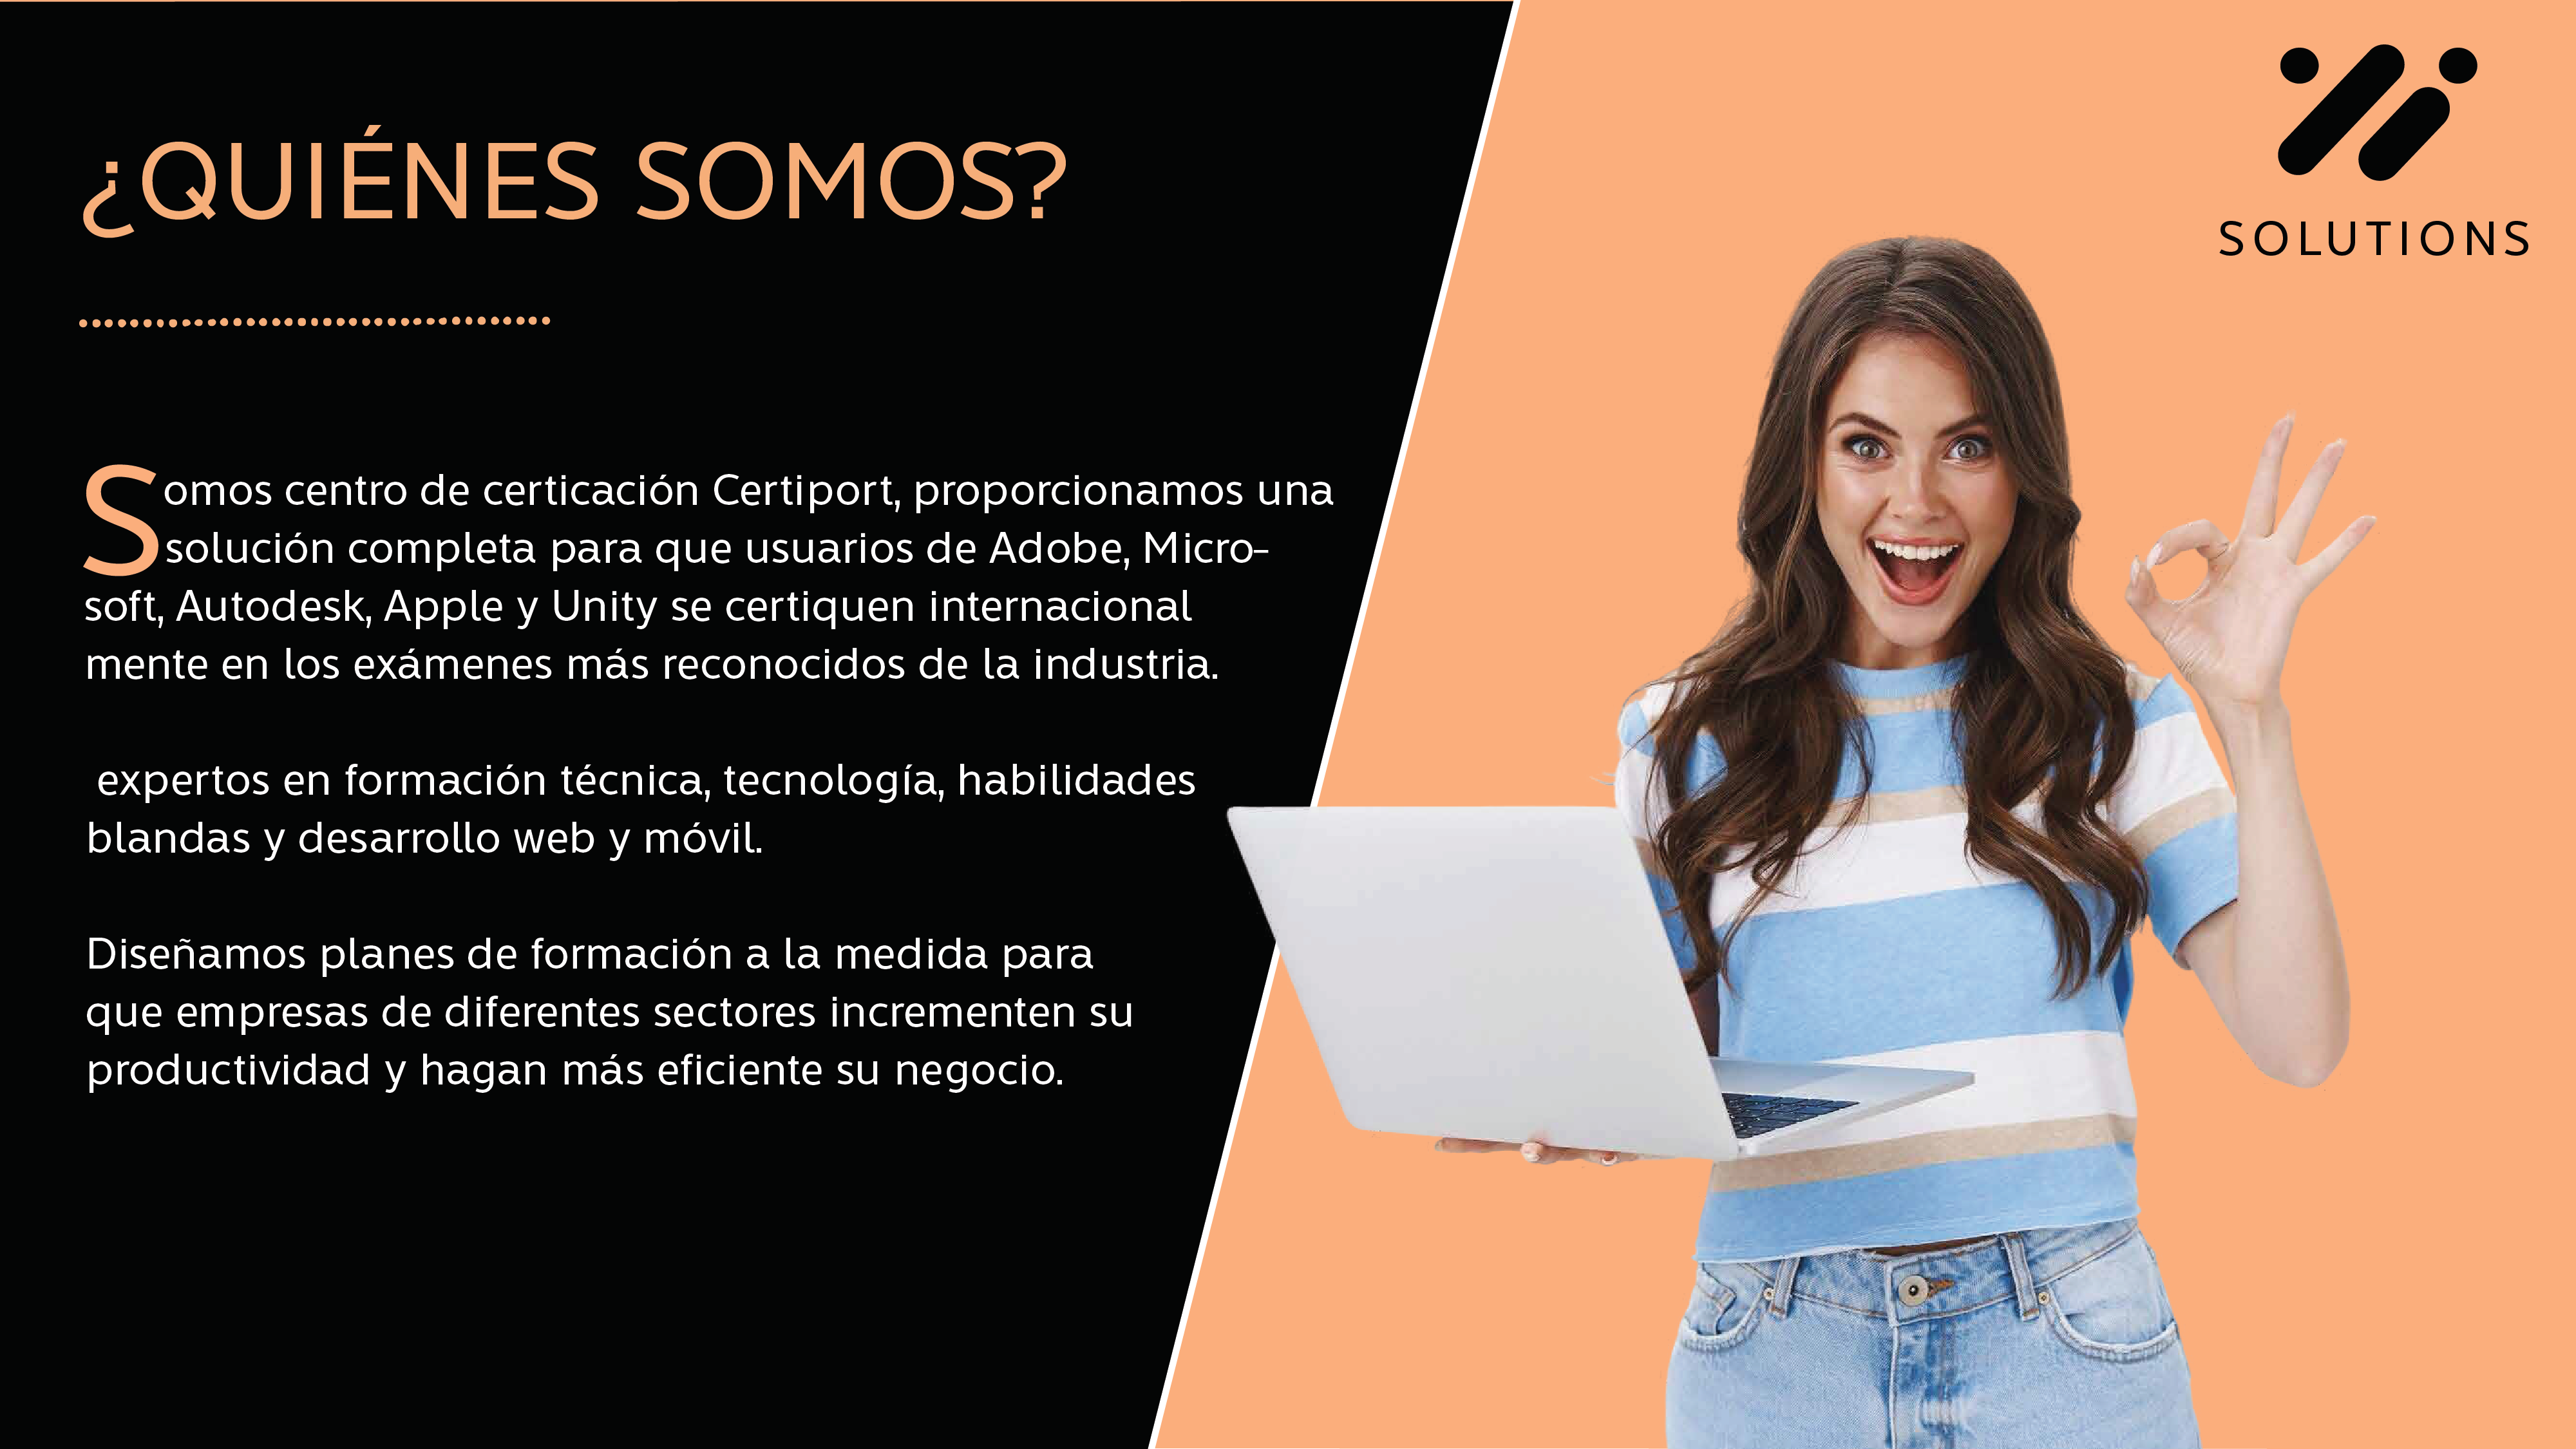 ¿QUIÉNES SOMOS?
SOLUTIONS
Somos centro de certicación Certiport, proporcionamos una
solución completa para que usuarios de Adobe, Micro-
soft, Autodesk, Apple y Unity se certiquen internacional
mente en los exámenes más reconocidos de la industria.
expertos en formación técnica, tecnología, habilidades
blandas y desarrollo web y móvil.
Diseñamos planes de formación a la medida para
que empresas de diferentes sectores incrementen su
productividad y hagan más eficiente su negocio.